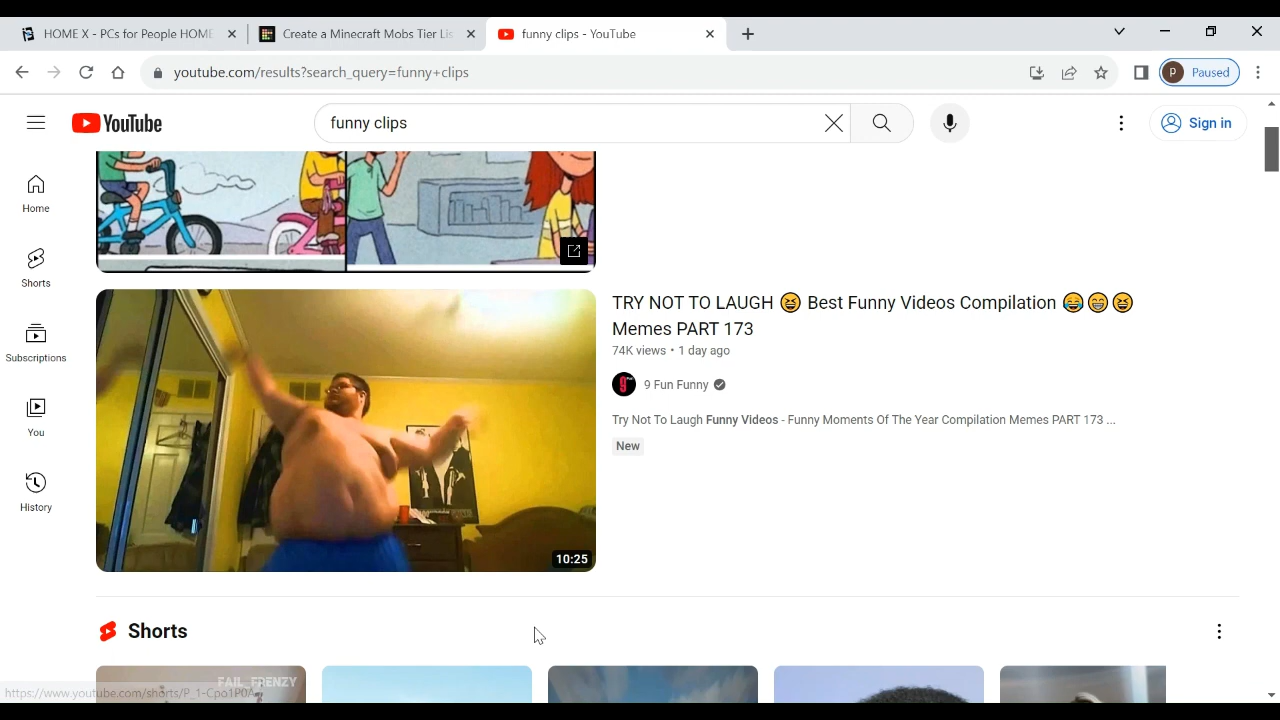 HOME X - PCs for People HOME
Create a Minecraft Mobs Tier Lis
funny clips - YouTube
youtube.com/results?search_query=funny+clips
P
Paused
YouTube
funny clips
Sign in
Home
Shorts
Subscriptions
You
History
TRY NOT TO LAUGH 😆 Best Funny Videos Compilation 😂😁😆
Memes PART 173
74K views • 1 day ago
9 Fun Funny
Try Not To Laugh Funny Videos - Funny Moments Of The Year Compilation Memes PART 173 ...
New
10:25
Shorts
FAIL_FRENZY
https://www.youtube.com/shorts/P_1-Cpo1P0A